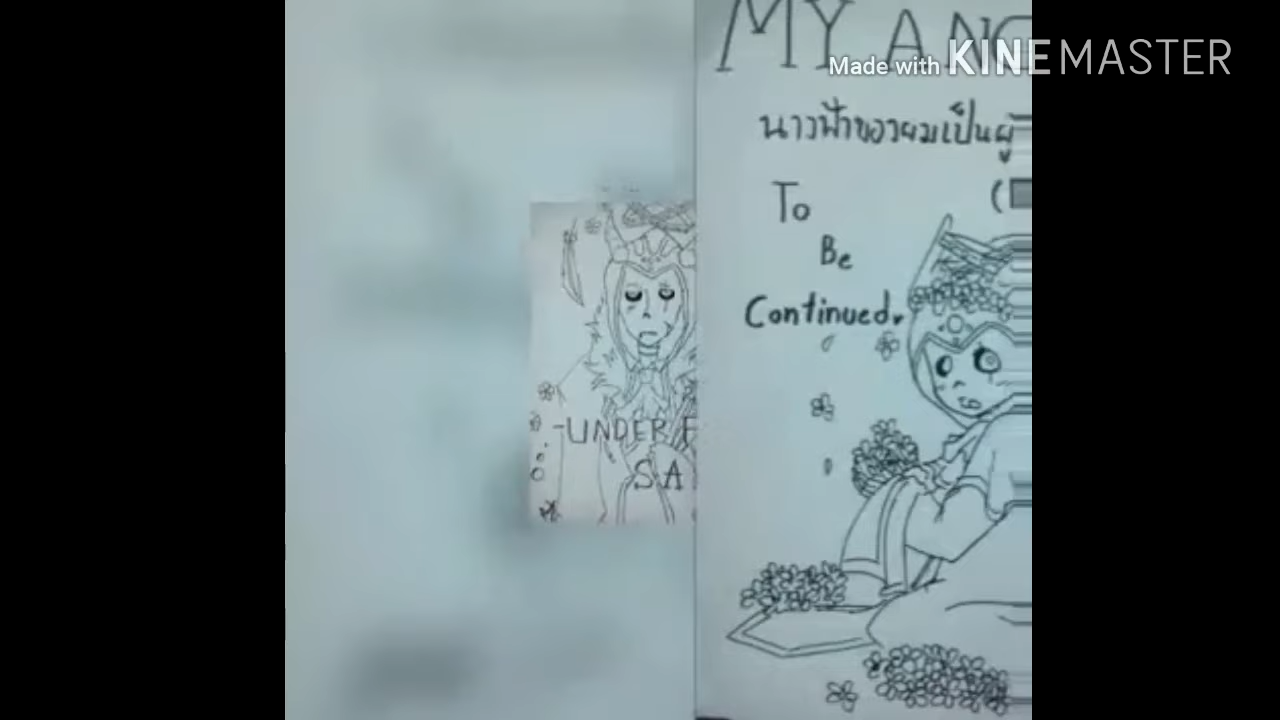 MY ANG
Made with KINEMASTER
นางฟ้าของผมเป็นผู
To
Be
Continued.
-UNDER F
SA